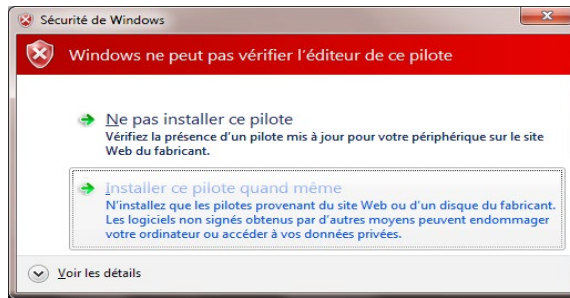 Sécurité de Windows
Windows ne peut pas vérifier l'éditeur de ce pilote
Ne pas installer ce pilote
Vérifiez la présence d'un pilote mis à jour pour votre périphérique sur le site
Web du fabricant.
Installer ce pilote quand même
N'installez que les pilotes provenant du site Web ou d'un disque du fabricant.
Les logiciels non signés obtenus par d'autres moyens peuvent endommager
votre ordinateur ou accéder à vos données privées.
Voir les détails